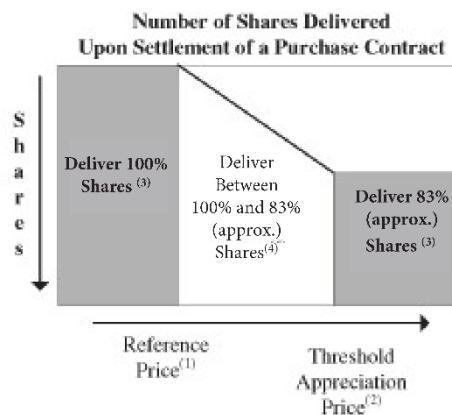 Number of Shares Delivered
Upon Settlement of a Purchase Contract
Shares
Deliver 100%
Shares (3)
Deliver
Between
100% and 83%
(approx.)
Shares(4)
Deliver 83%
(approx.)
Shares (3)
Reference
Price(1)
Threshold
Appreciation
Price(2)